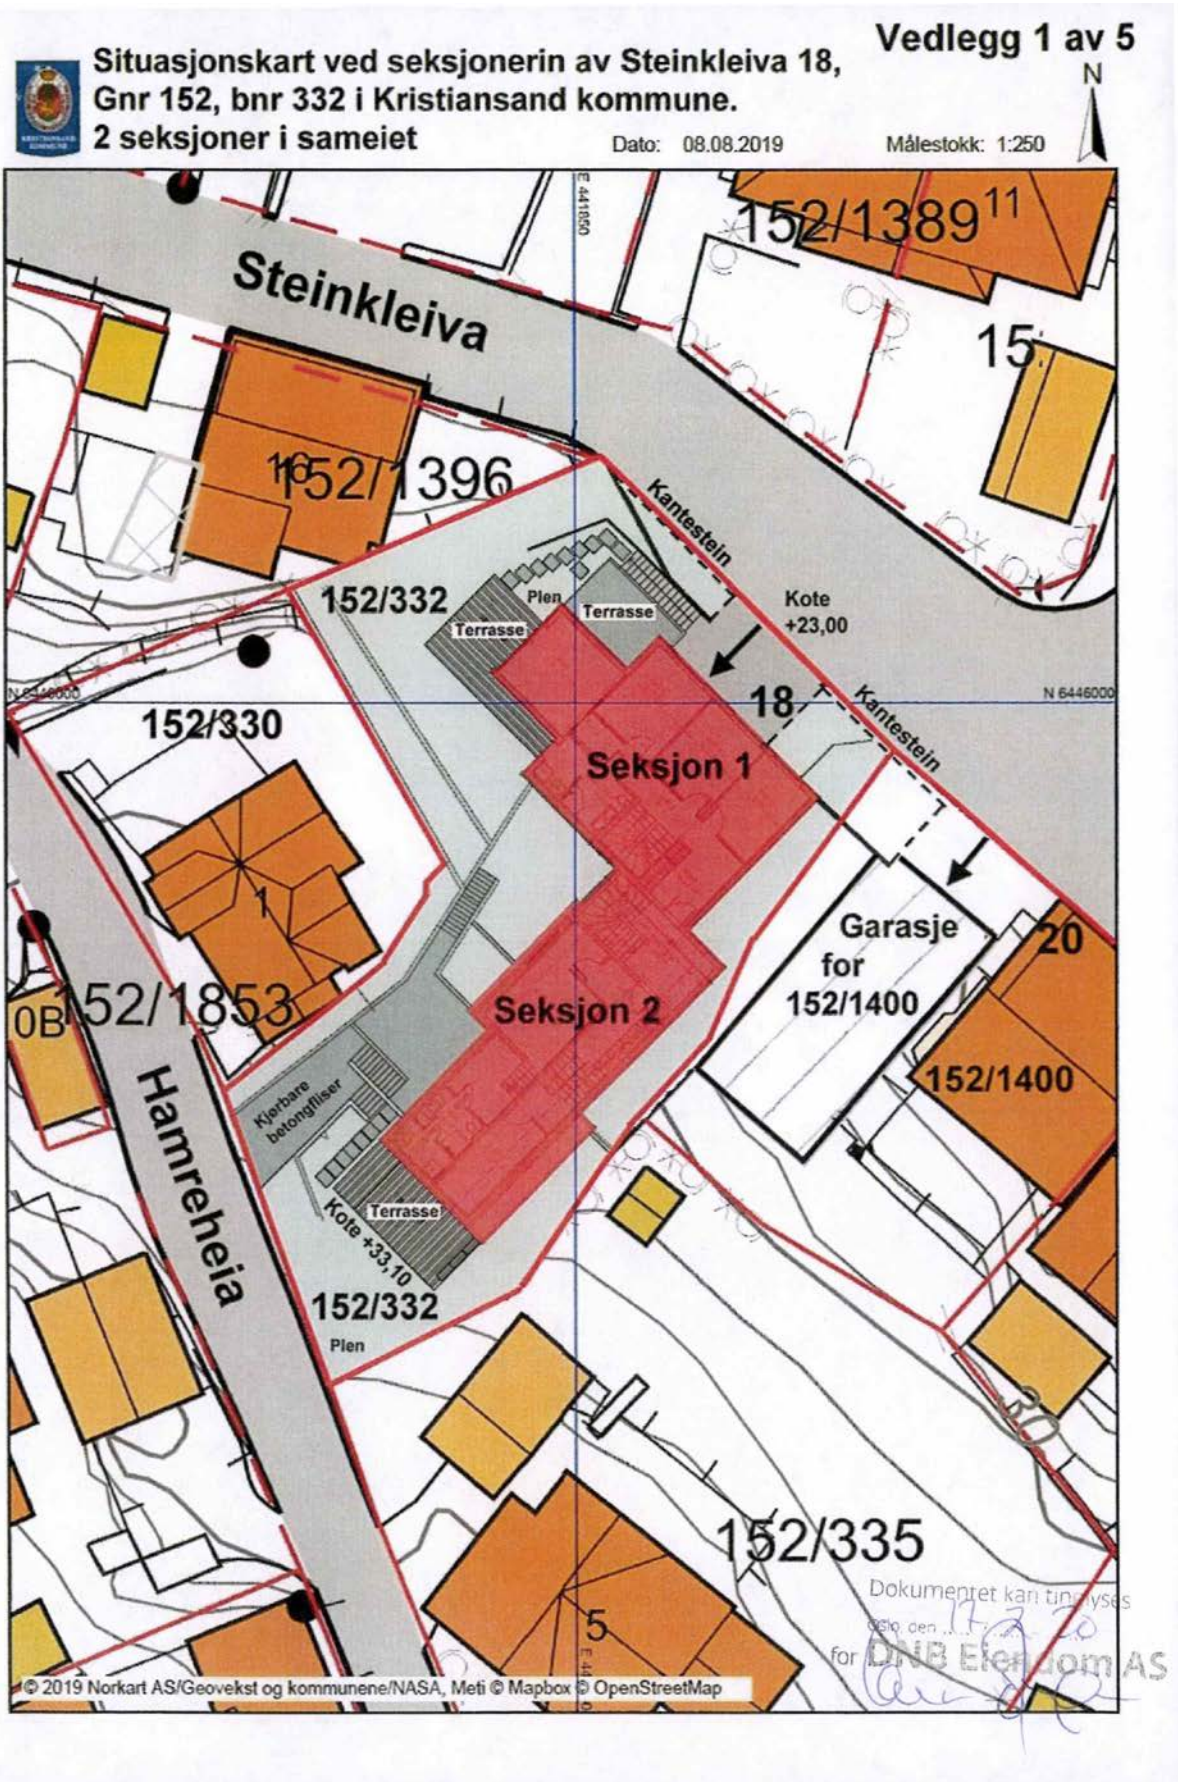 Vedlegg 1 av 5
Situasjonskart ved seksjonerin av Steinkleiva 18,
Gnr 152, bnr 332 i Kristiansand kommune.
2 seksjoner i sameiet
Dato: 08.08.2019
Målestokk: 1:250
N
KRISTIANSAND
KOMMUNE
E 441850
152/1389
11
Steinkleiva
15
16
152/1396
Kantestein
152/332
Plen
Terrasse
Terrasse
Kote
+23,00
N 6446000
N 6446000
18
Kantestein
152/330
Seksjon 1
1
Garasje
for
152/1400
20
152/1853
0B
Seksjon 2
152/1400
Kjørbare
betongfliser
Hamreheia
Terrasse
Kote +33,10
152/332
Plen
30
152/335
5
Dokumentet kan tinglyses
Oslo, den
for DNB Eiendom AS
© 2019 Norkart AS/Geovekst og kommunene/NASA, Meti © Mapbox © OpenStreetMap